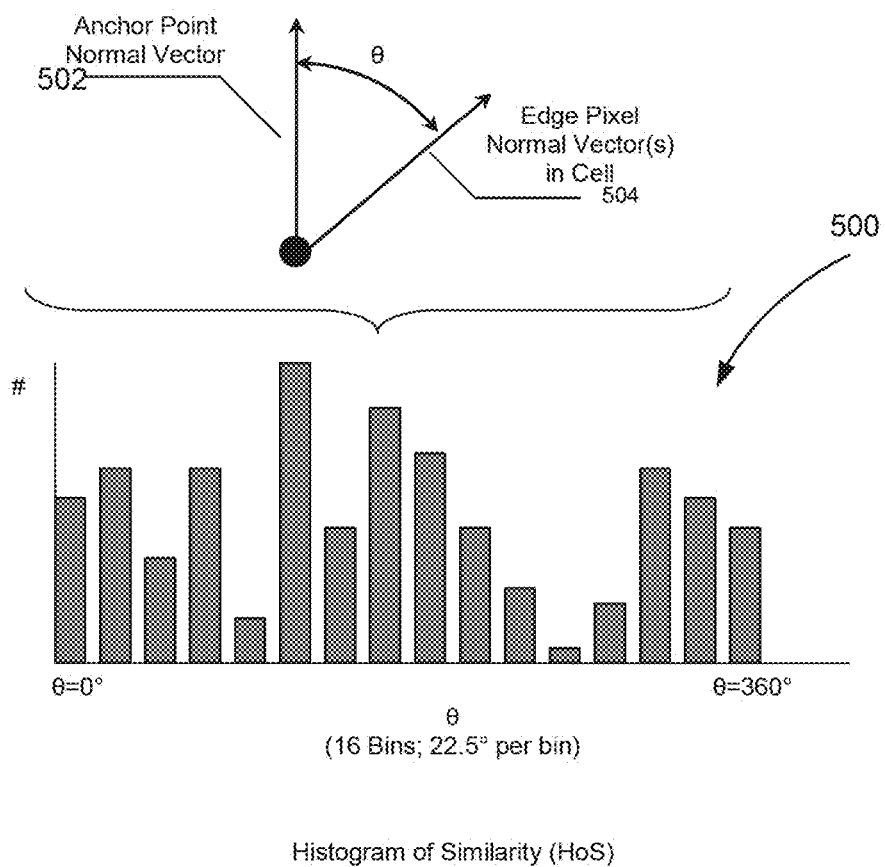 Anchor Point
Normal Vector
502
θ
Edge Pixel
Normal Vector(s)
in Cell
504
500
#
θ=0°
θ=360°
θ
(16 Bins; 22.5° per bin)
Histogram of Similarity (HoS)